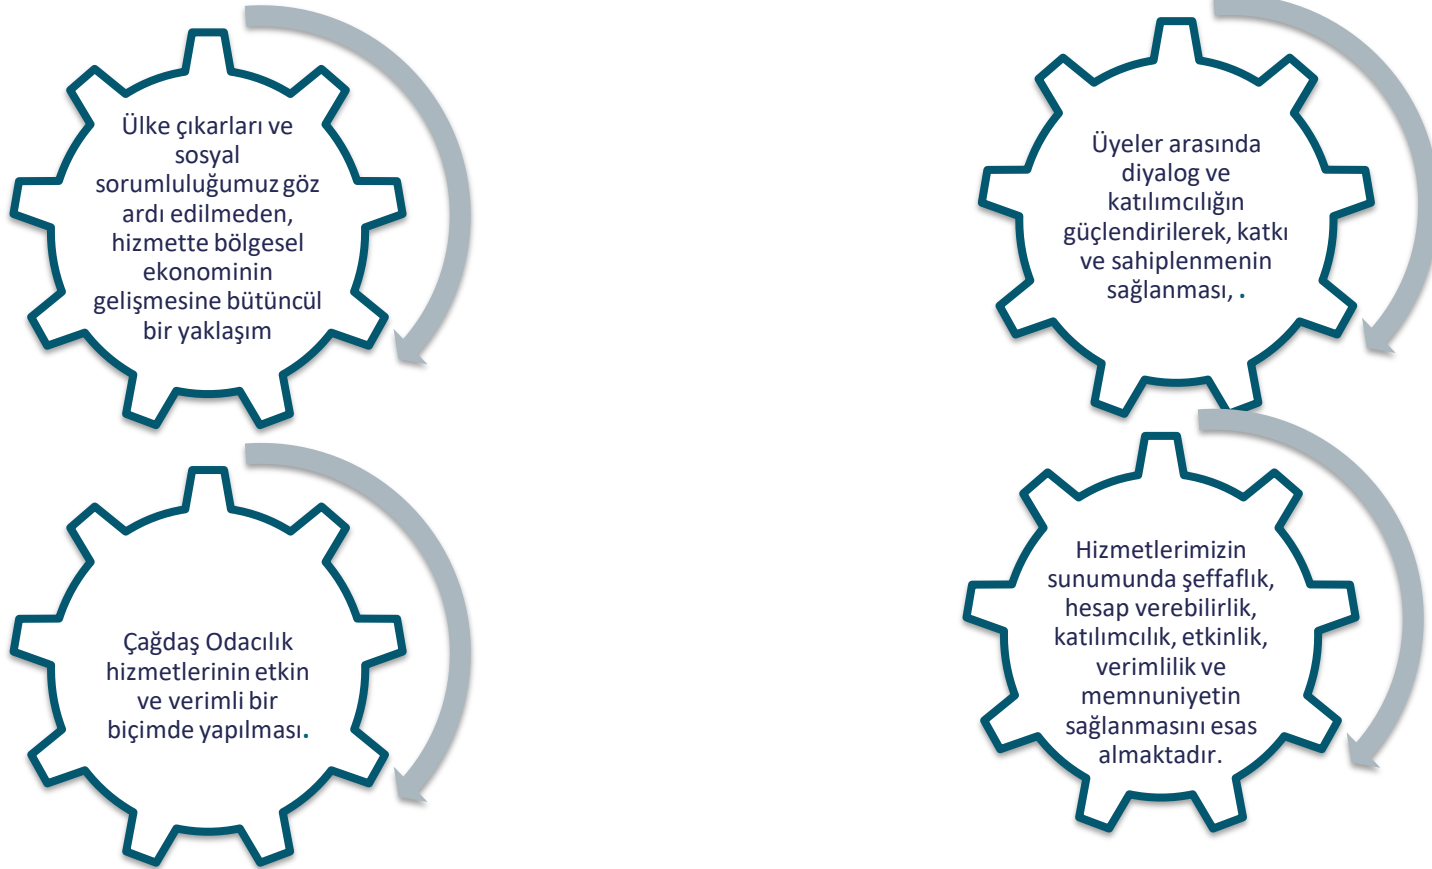 Ülke çıkarları ve
sosyal
sorumluluğumuz göz
ardı edilmeden,
hizmette bölgesel
ekonominin
gelişmesine bütüncül
bir yaklaşım
Üyeler arasında
diyalog ve
katılımcılığın
güçlendirilerek, katkı
ve sahiplenmenin
sağlanması, .
Çağdaş Odacılık
hizmetlerinin etkin
ve verimli bir
biçimde yapılması.
Hizmetlerimizin
sunumunda şeffaflık,
hesap verebilirlik,
katılımcılık, etkinlik,
verimlilik ve
memnuniyetin
sağlanmasını esas
almaktadır.